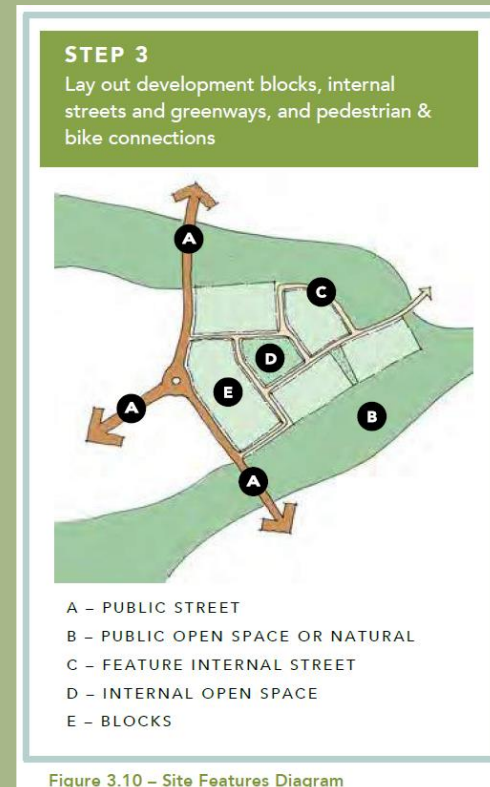 STEP 3
Lay out development blocks, internal
streets and greenways, and pedestrian &
bike connections
A
C
D
E
A
B
A
A – PUBLIC STREET
B – PUBLIC OPEN SPACE OR NATURAL
C – FEATURE INTERNAL STREET
D – INTERNAL OPEN SPACE
E – BLOCKS
Figure 3.10 – Site Features Diagram